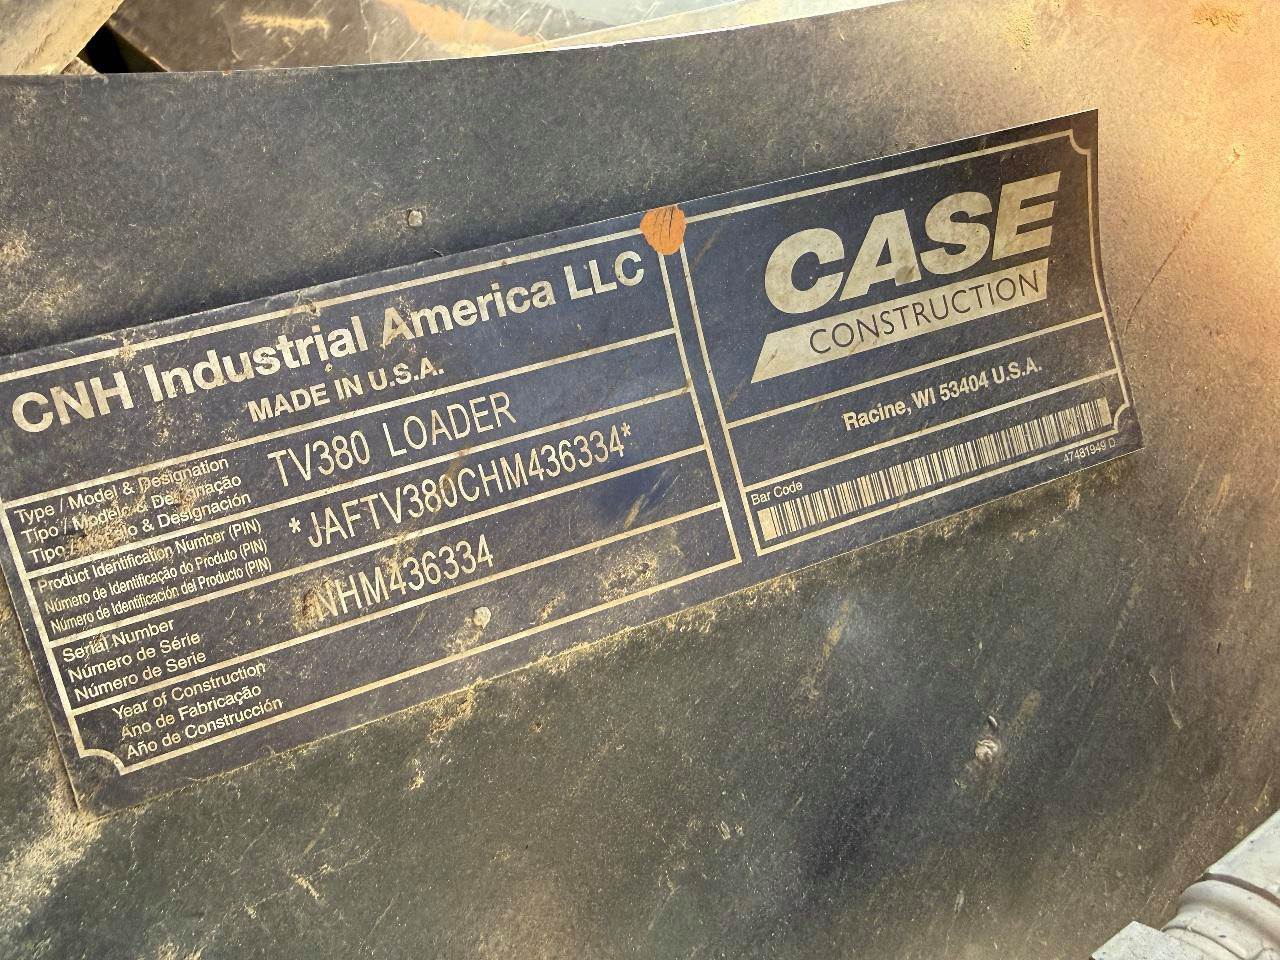 CNH Industrial America LLC
MADE IN U.S.A.
Type / Model & Designation
Tipo / Modelo & Designação
Tipo / Modelo & Designación
TV380 LOADER
Product Identification Number (PIN)
Número de Identificação do Produto (PIN)
Número de Identificación del Producto (PIN)
*JAFTV380CHM436334*
Serial Number
Número de Série
Número de Serie
NHM436334
Year of Construction
Ano de Fabricação
Año de Construcción
CASE
CONSTRUCTION
Racine, WI 53404 U.S.A.
Bar Code
47481949 D